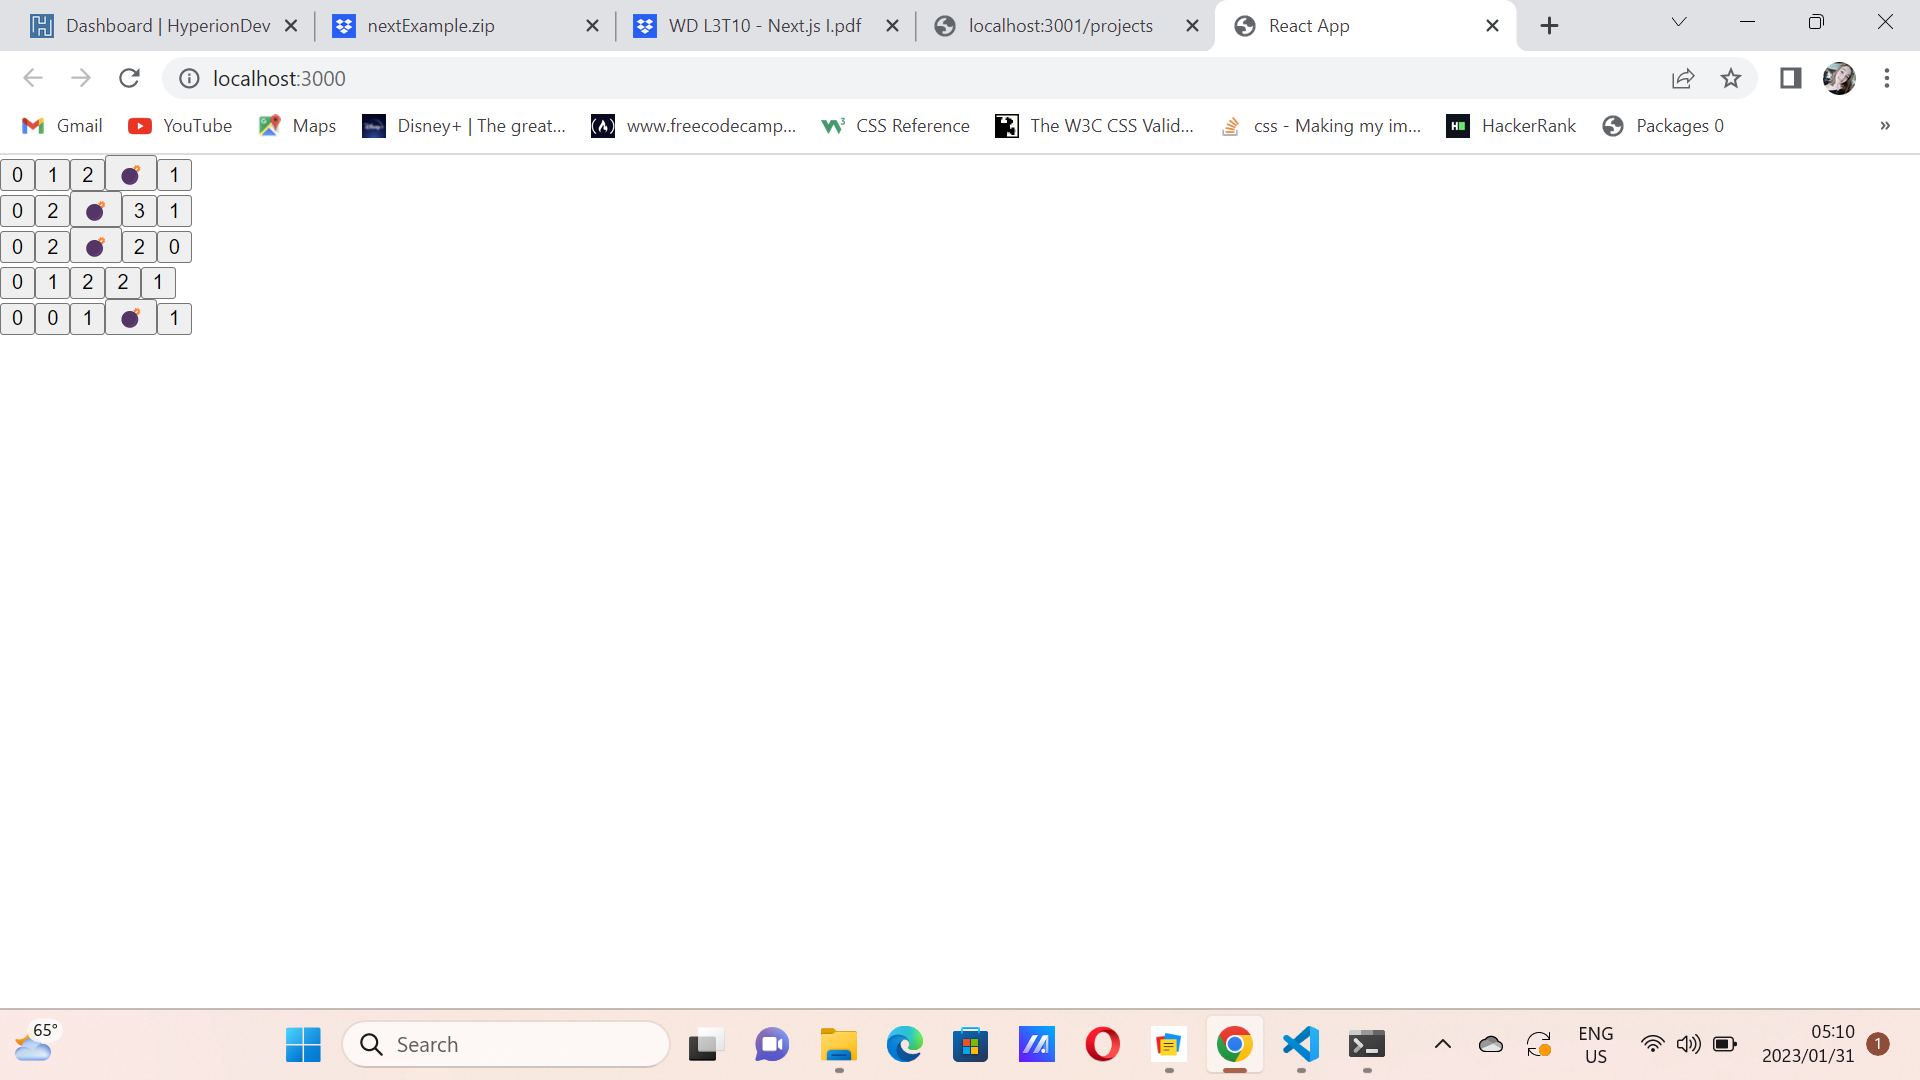 Dashboard | HyperionDev nextExample.zip WD L3T10 - Next.js I.pdf localhost:3001/projects React App
localhost:3000
Gmail YouTube Maps Disney+ | The great... www.freecodecamp... CSS Reference The W3C CSS Valid... css - Making my im... HackerRank Packages 0 »
0 1 2 💣 1
0 2 💣 3 1
0 2 💣 2 0
0 1 2 2 1
0 0 1 💣 1
65° Search ENG 05:10
US 2023/01/31 1